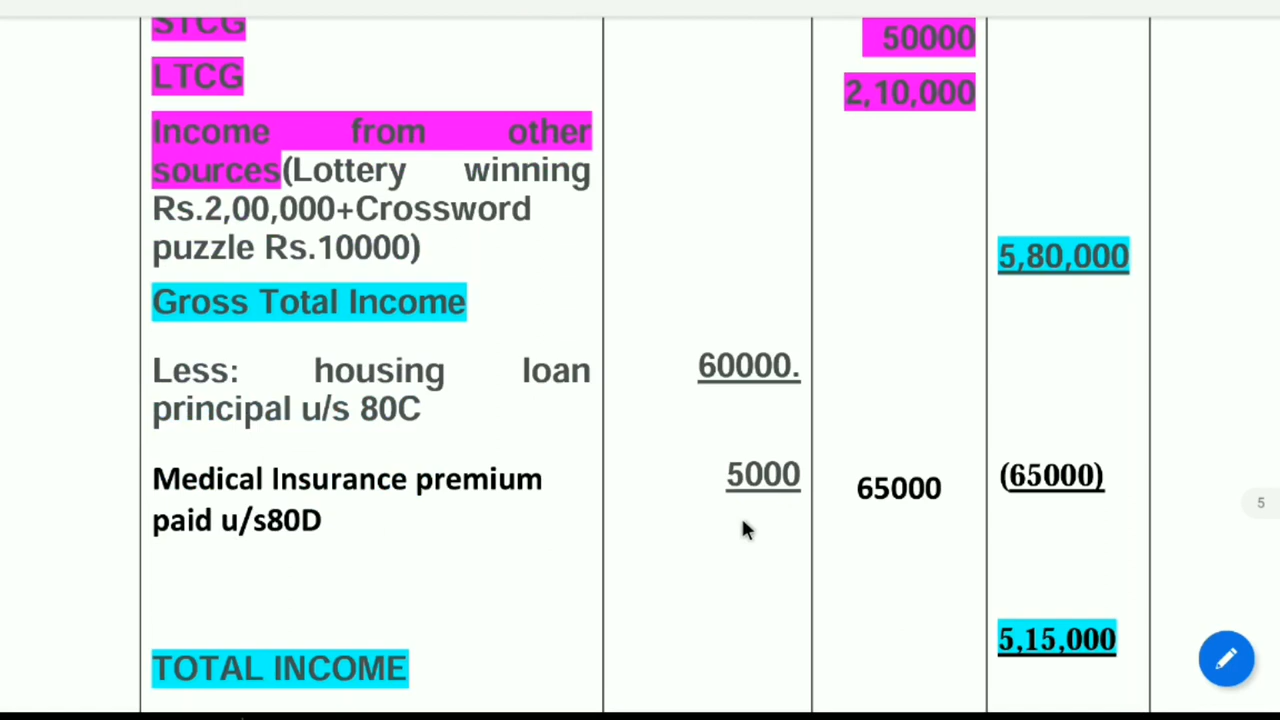 STCG
50000
LTCG
2,10,000
Income from other
sources(Lottery winning
Rs.2,00,000+Crossword
puzzle Rs.10000)
5,80,000
Gross Total Income
Less: housing loan
60000.
principal u/s 80C
Medical Insurance premium
5000
65000
(65000)
paid u/s80D
5
5,15,000
TOTAL INCOME